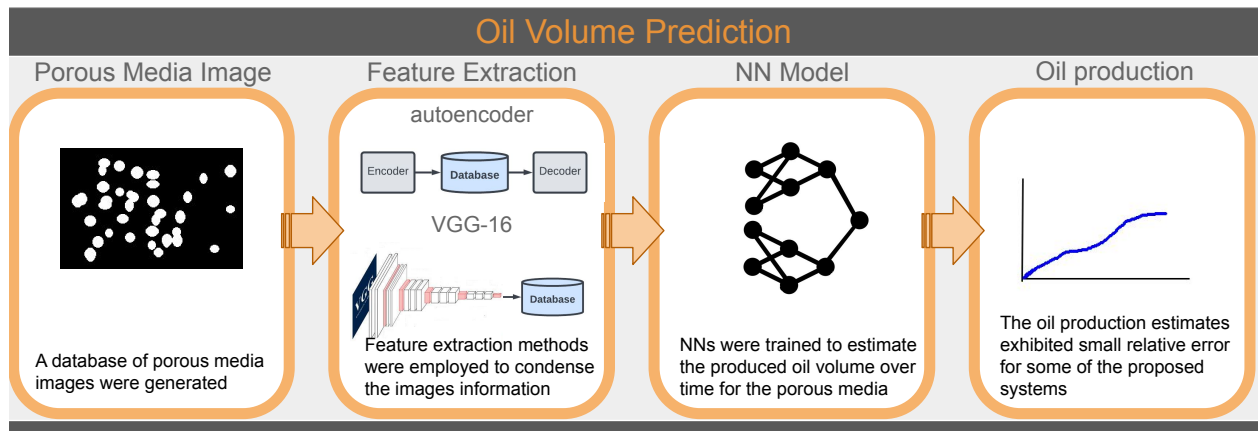 Oil Volume Prediction
Porous Media Image
Feature Extraction
NN Model
Oil production
autoencoder
Encoder
Database
Decoder
VGG-16
VGG
Database
A database of porous media
images were generated
Feature extraction methods
were employed to condense
the images information
NNs were trained to estimate
the produced oil volume over
time for the porous media
The oil production estimates
exhibited small relative error
for some of the proposed
systems